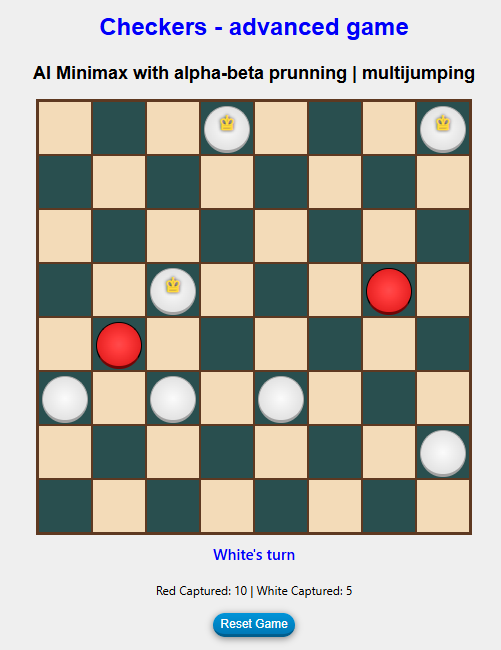 Checkers - advanced game
AI Minimax with alpha-beta prunning | multijumping
White's turn
Red Captured: 10 | White Captured: 5
Reset Game